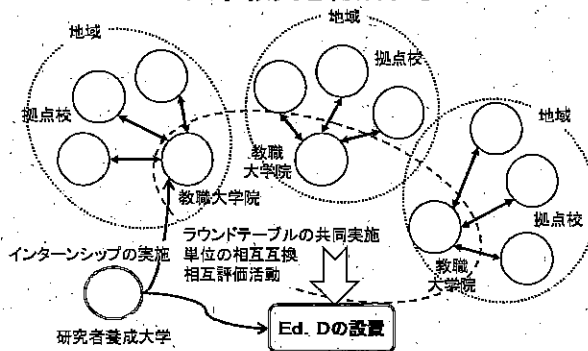 地域
拠点校
教職大学院
地域
拠点校
教職
大学院
地域
拠点校
教職
大学院
インターンシップの実施
ラウンドテーブルの共同実施
単位の相互互換
相互評価活動
研究者養成大学
Ed. Dの設置